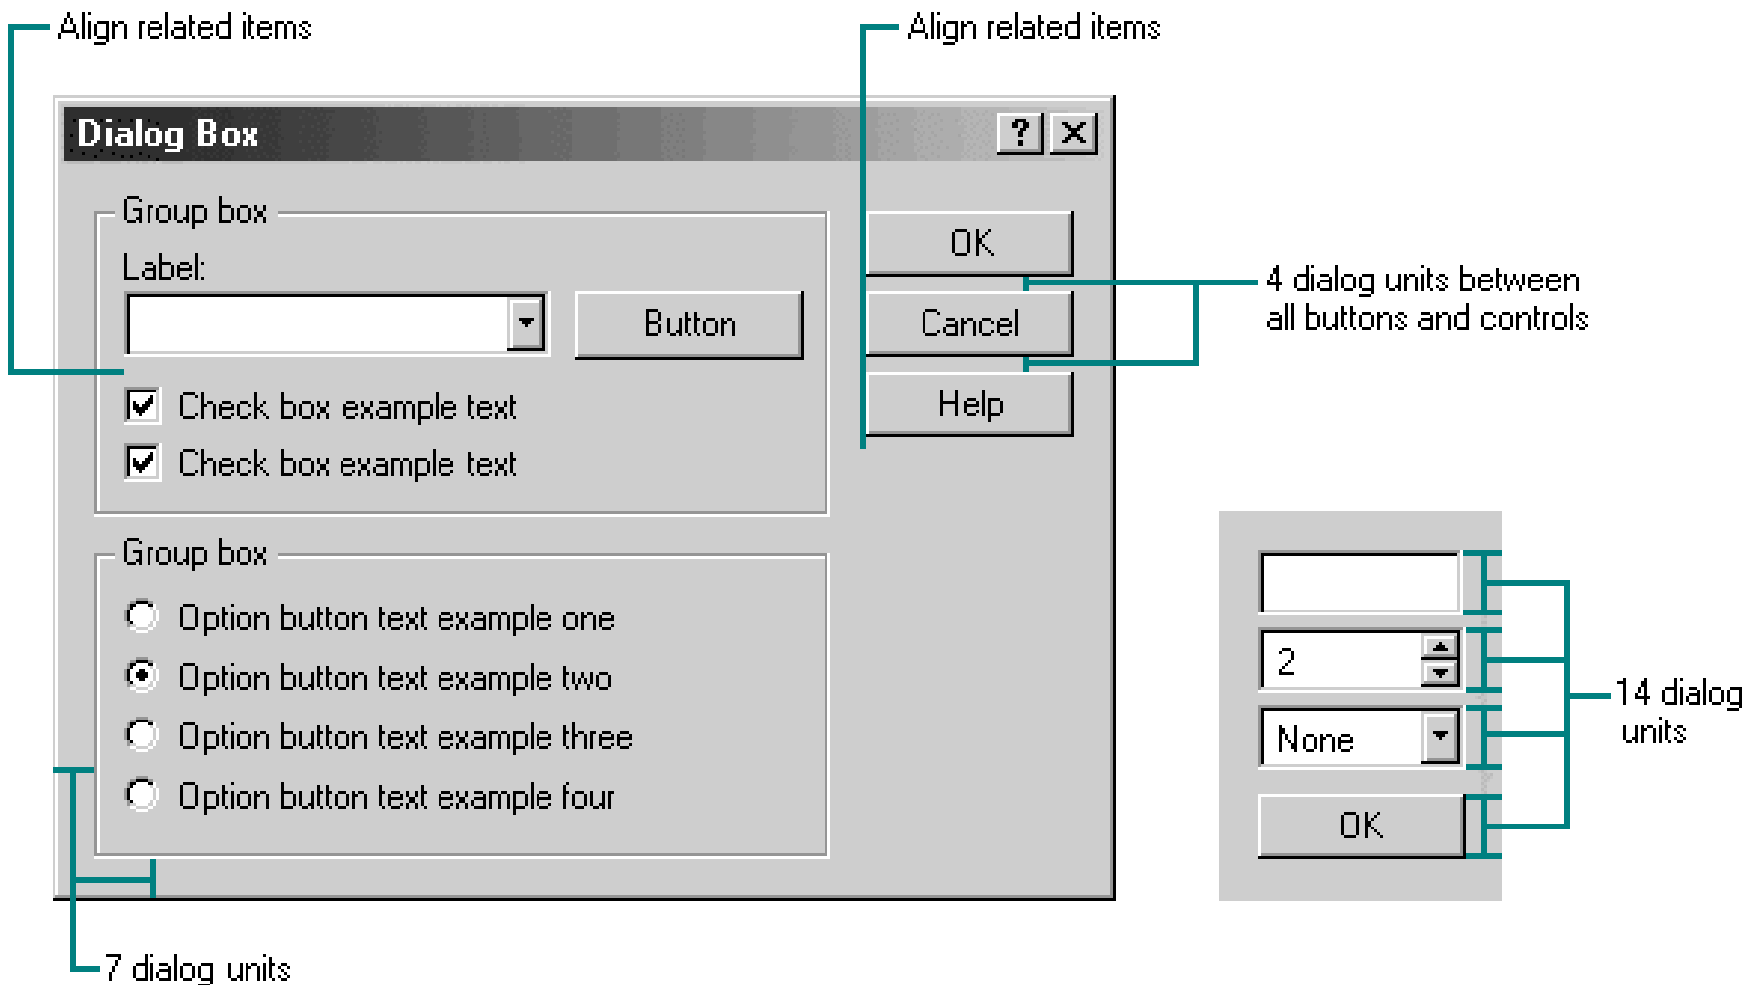 Align related items
Align related items
Dialog Box
?
Group box
Label:
Button
Check box example text
Check box example text
OK
Cancel
Help
4 dialog units between
all buttons and controls
Group box
Option button text example one
Option button text example two
Option button text example three
Option button text example four
2
None
OK
14 dialog
units
7 dialog units